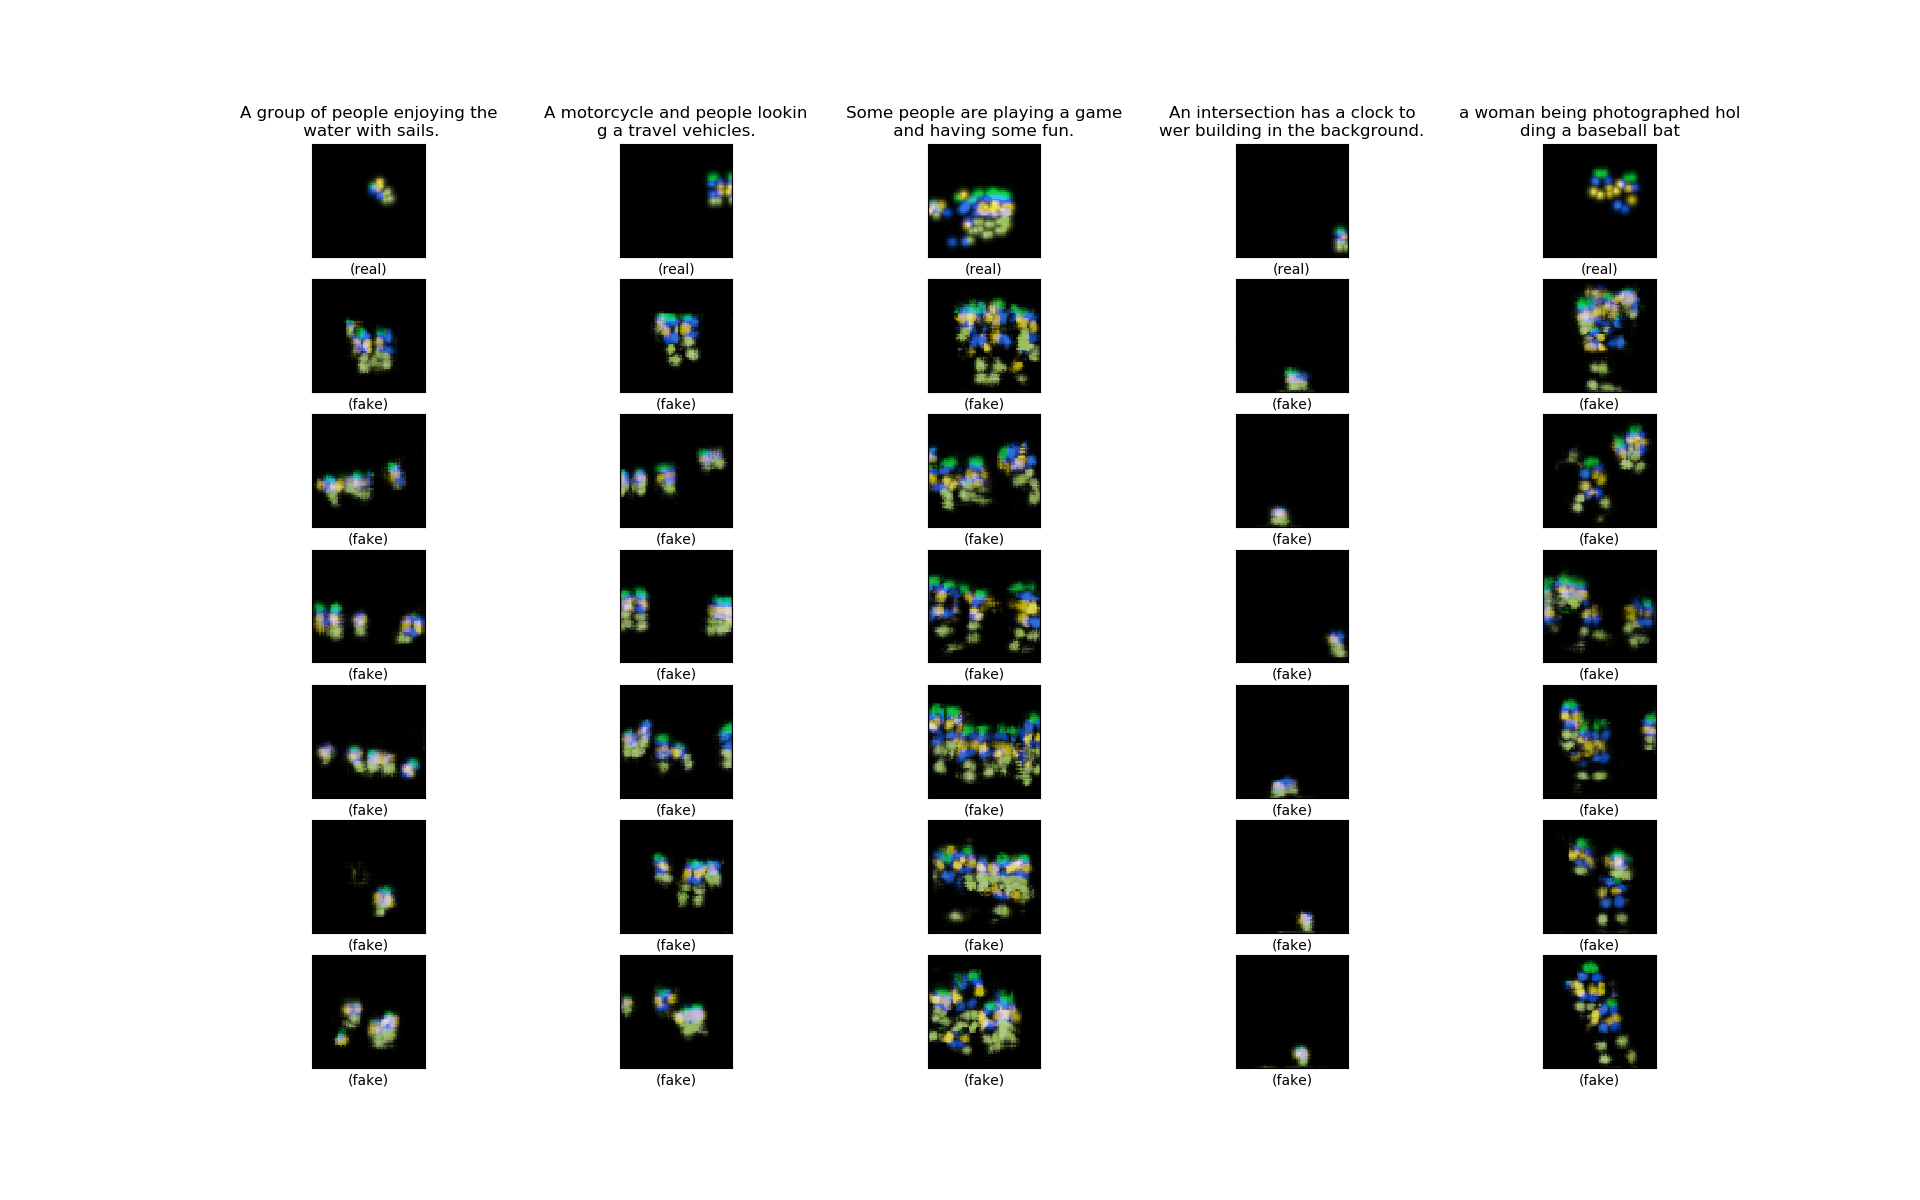 A group of people enjoying the
water with sails.
A motorcycle and people lookin
g a travel vehicles.
Some people are playing a game
and having some fun.
An intersection has a clock to
wer building in the background.
a woman being photographed hol
ding a baseball bat
(real) (real) (real) (real) (real)
(fake) (fake) (fake) (fake) (fake)
(fake) (fake) (fake) (fake) (fake)
(fake) (fake) (fake) (fake) (fake)
(fake) (fake) (fake) (fake) (fake)
(fake) (fake) (fake) (fake) (fake)
(fake) (fake) (fake) (fake) (fake)